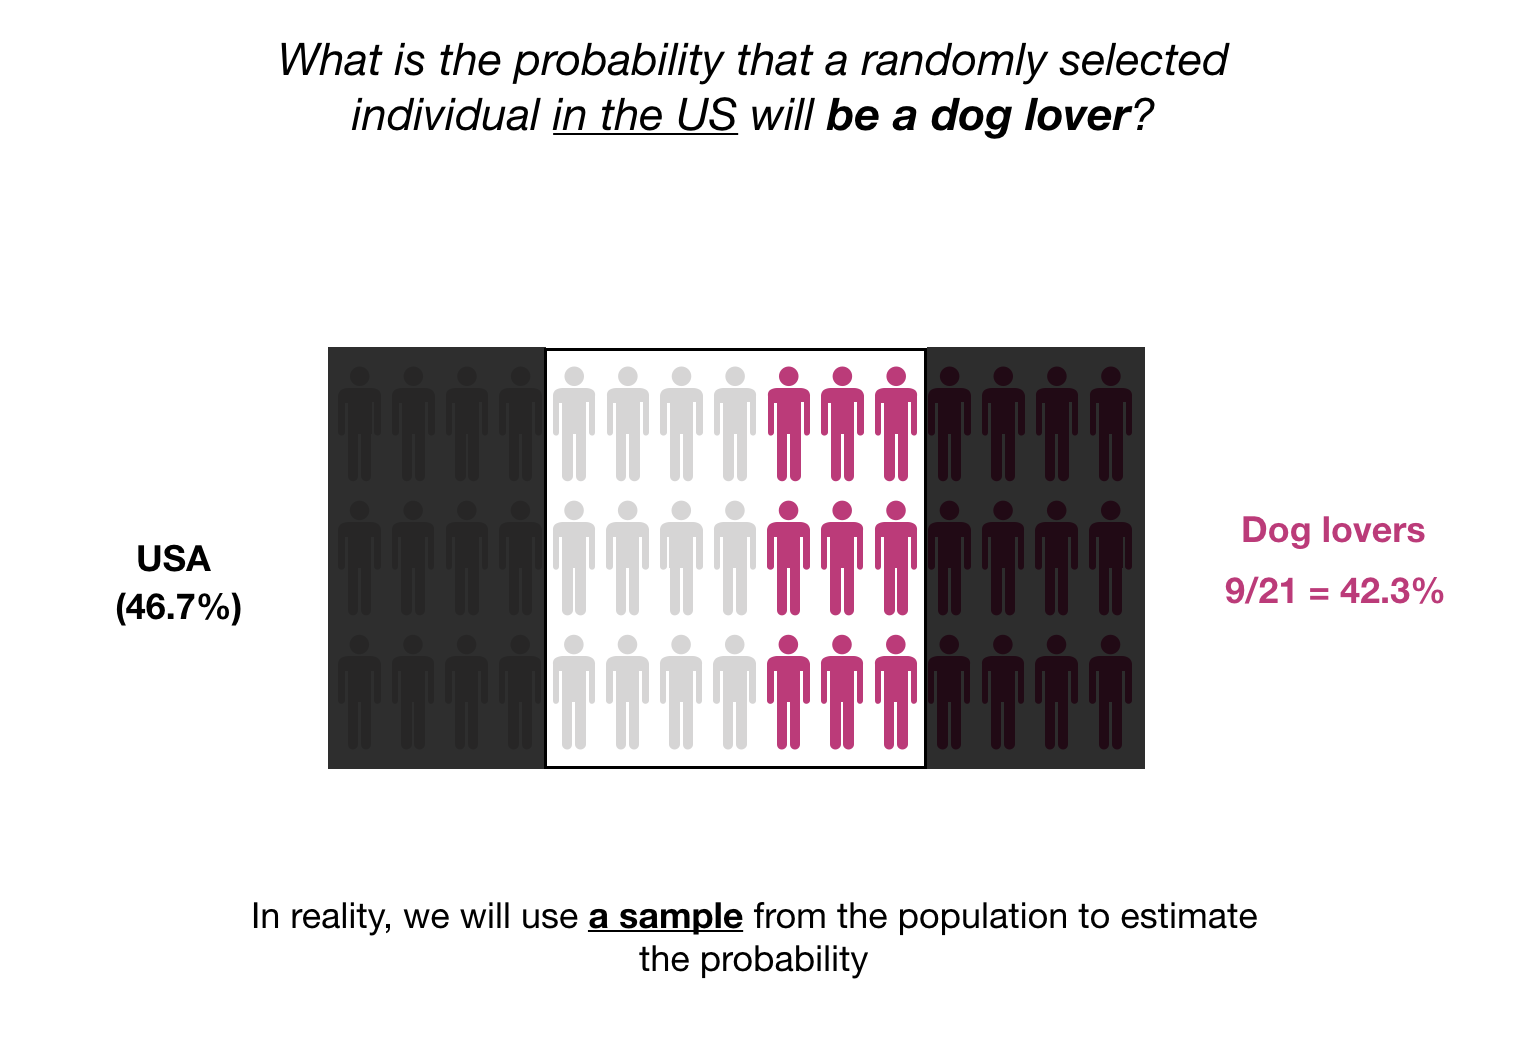 What is the probability that a randomly selected
individual in the US will be a dog lover?
USA
(46.7%)
Dog lovers
9/21 = 42.3%
In reality, we will use a sample from the population to estimate
the probability